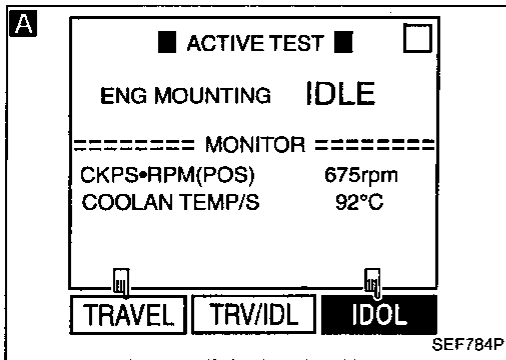 A
■ ACTIVE TEST ■
ENG MOUNTING IDLE
======== MONITOR ========
CKPS•RPM(POS) 675rpm
COOLAN TEMP/S 92°C
TRAVEL TRV/IDL IDOL
SEF784P